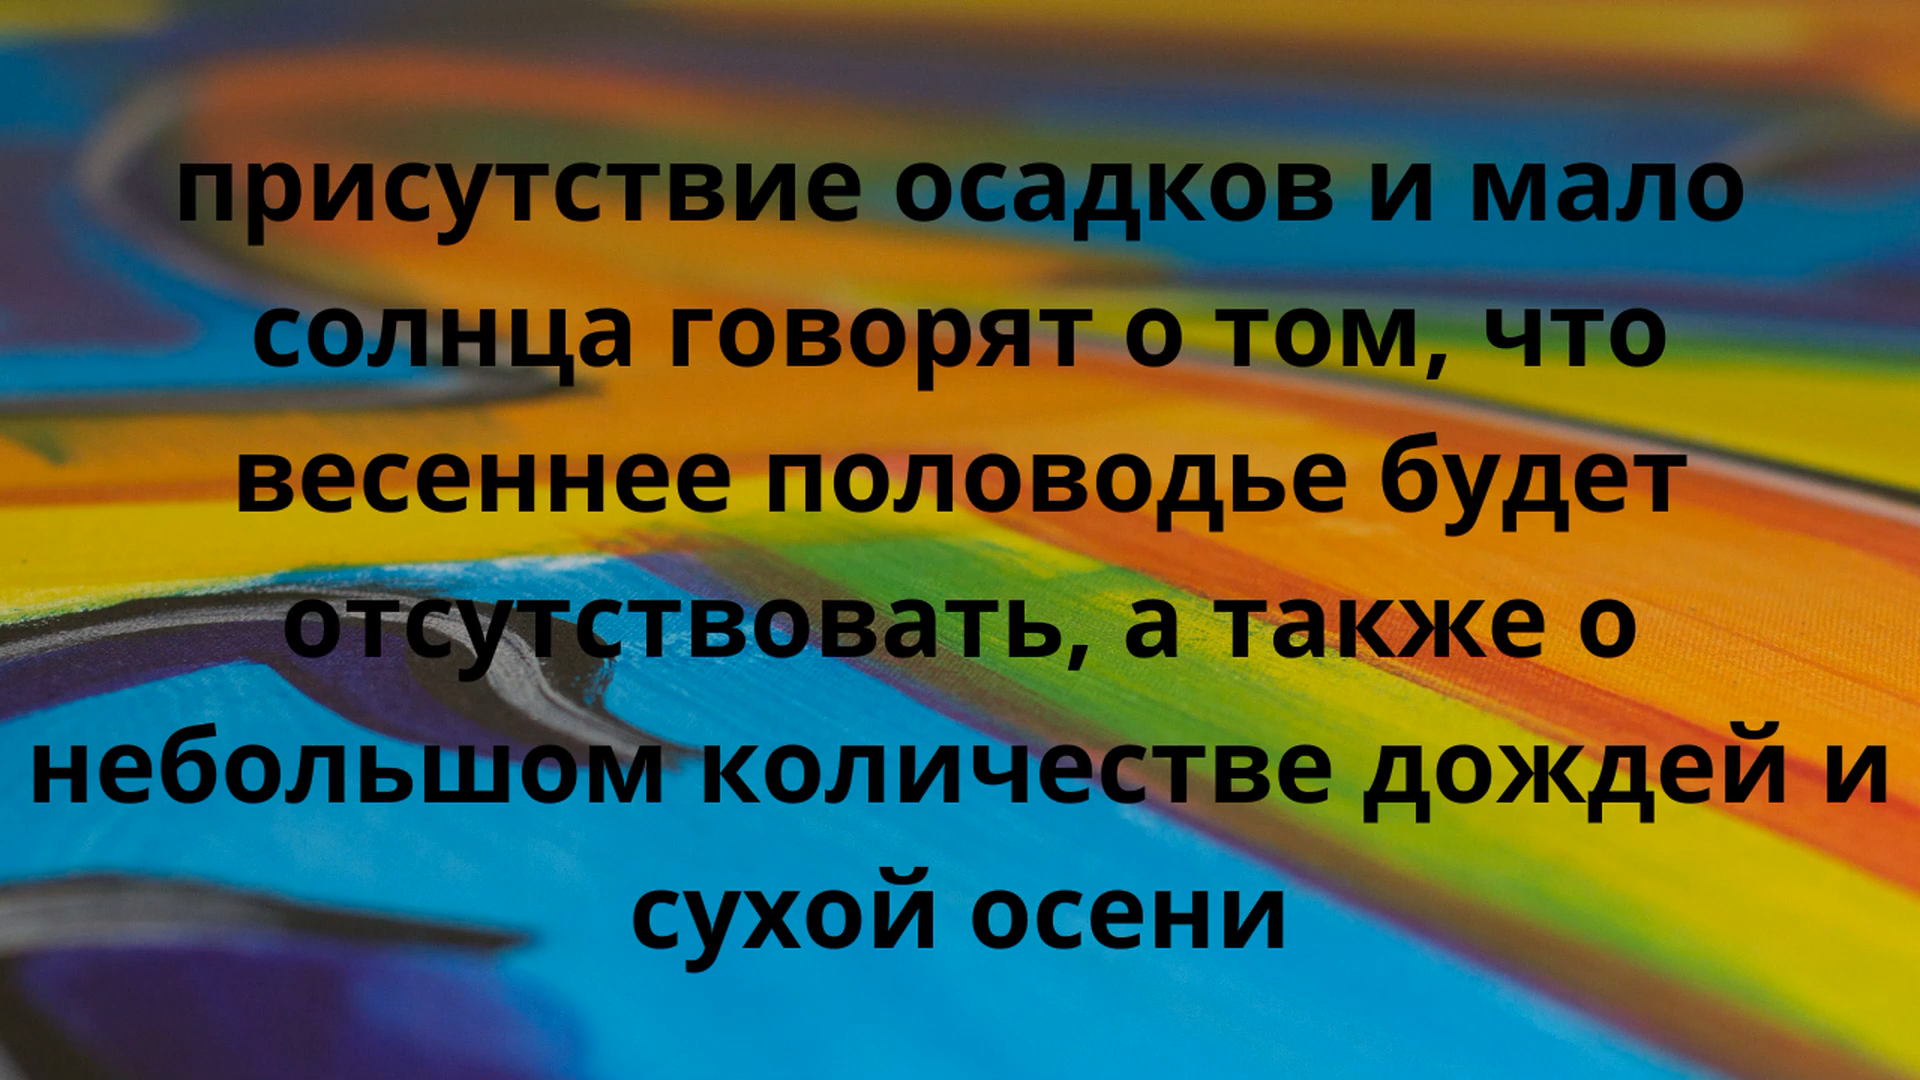 присутствие осадков и мало
солнца говорят о том, что
весеннее половодье будет
отсутствовать, а также о
небольшом количестве дождей и
сухой осени